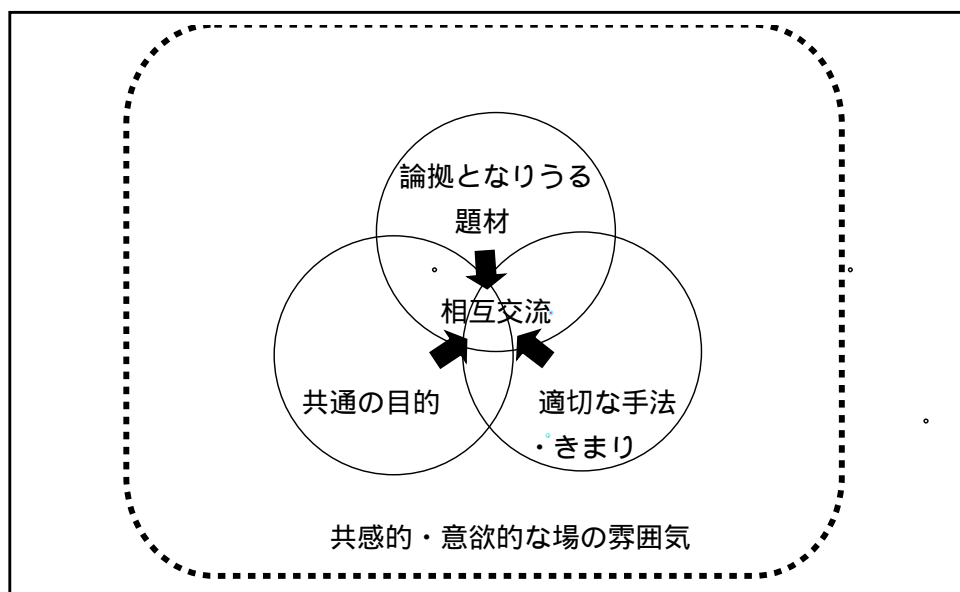 論拠となりうる
題材
相互交流
共通の目的
適切な手法
・きまり
共感的・意欲的な場の雰囲気